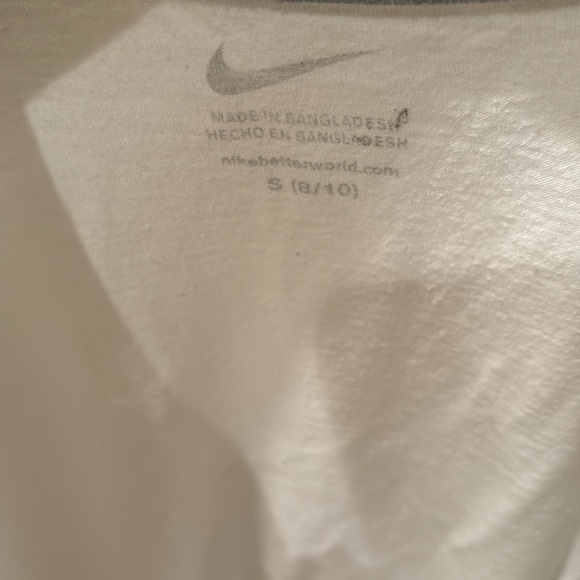 MADE IN BANGLADESH
HECHO EN BANGLADESH
nikebetterworld.com
S (8/10)